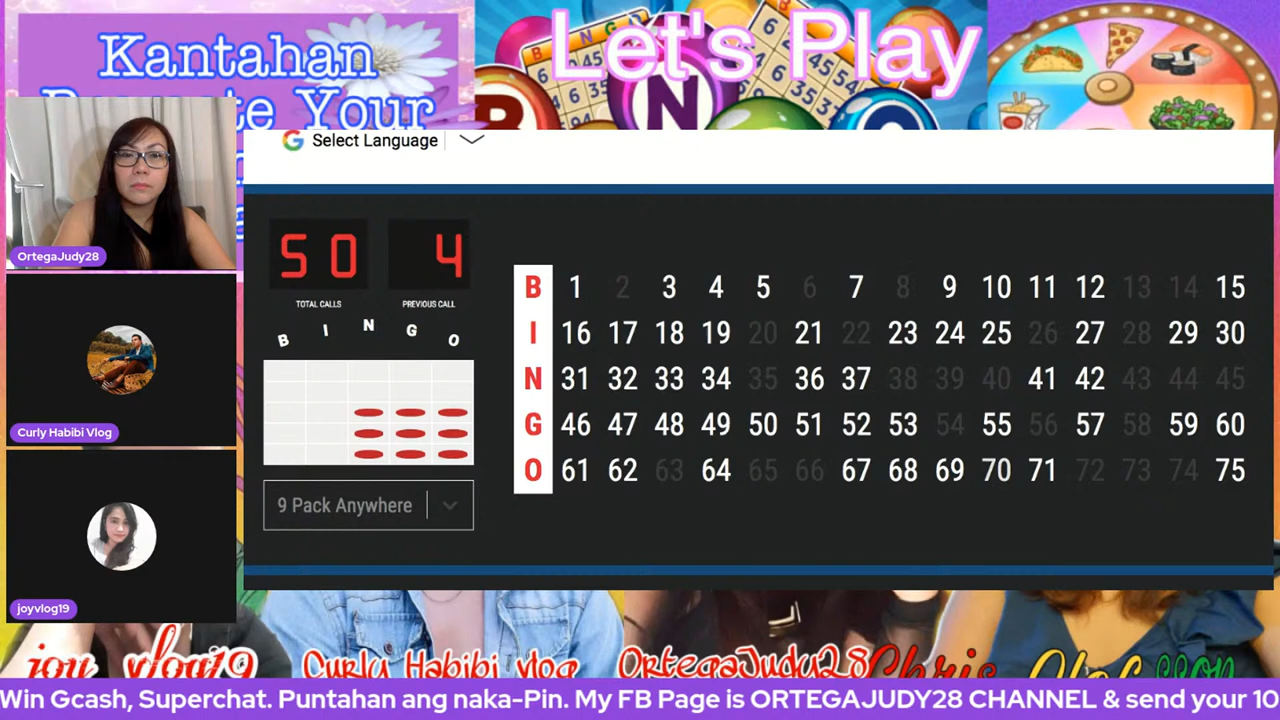 Kantahan
Let's Play
Select Language
50
4
TOTAL CALLS
PREVIOUS CALL
B I N G O
9 Pack Anywhere
B 1 2 3 4 5 6 7 8 9 10 11 12 13 14 15
I 16 17 18 19 20 21 22 23 24 25 26 27 28 29 30
N 31 32 33 34 35 36 37 38 39 40 41 42 43 44 45
G 46 47 48 49 50 51 52 53 54 55 56 57 58 59 60
O 61 62 63 64 65 66 67 68 69 70 71 72 73 74 75
OrtegaJudy28
Curly Habibi Vlog
joyvlog19
joy vlog19
Curly Habibi vlog
OrtegaJudy28
Chris
Win Gcash, Superchat. Puntahan ang naka-Pin. My FB Page is ORTEGAJUDY28 CHANNEL & send your 10